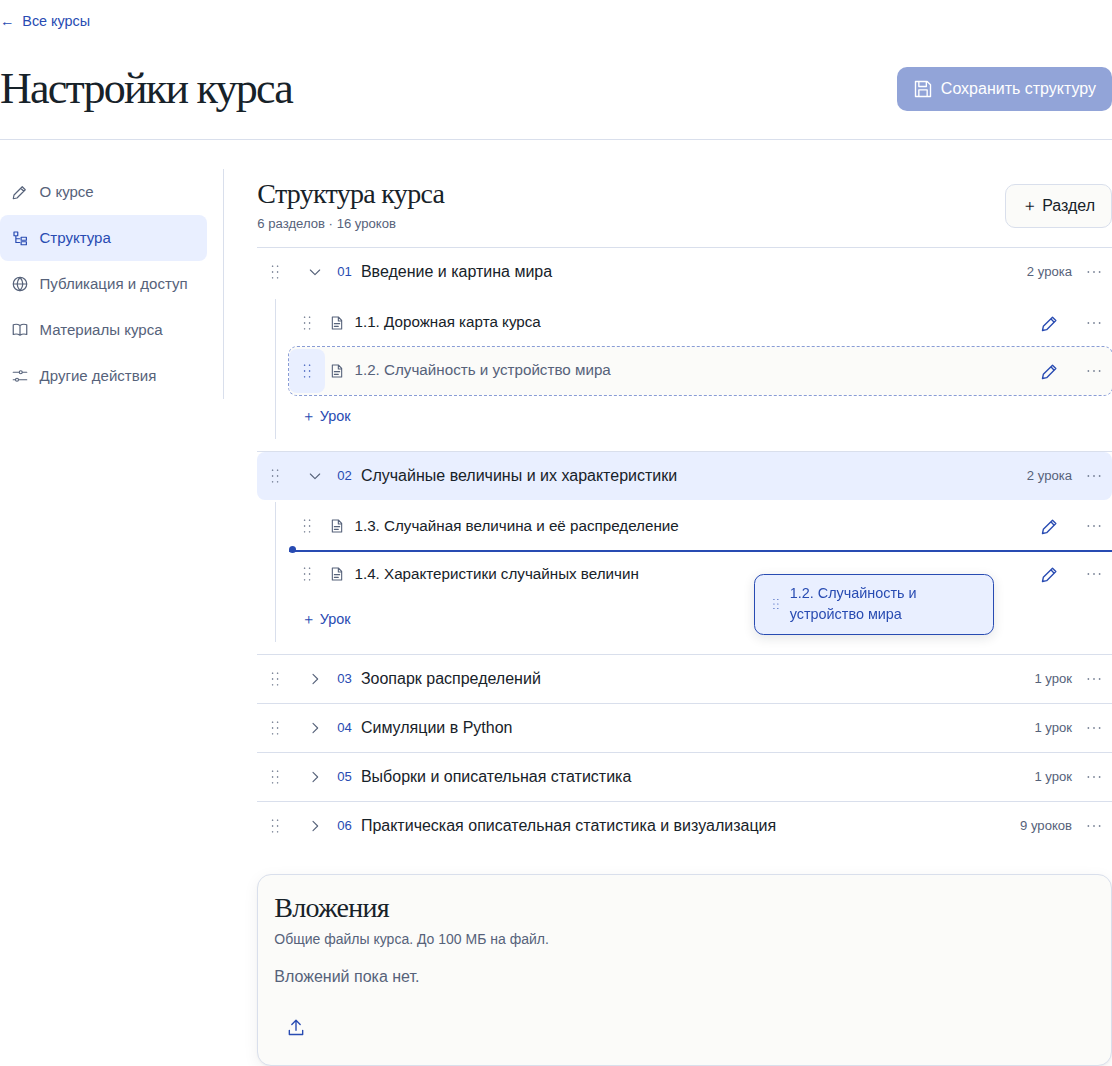 ← Все курсы
Настройки курса
Сохранить структуру
О курсе
Структура
Публикация и доступ
Материалы курса
Другие действия
Структура курса
6 разделов · 16 уроков
+ Раздел
01 Введение и картина мира 2 урока ···
1.1. Дорожная карта курса ···
1.2. Случайность и устройство мира ···
+ Урок
02 Случайные величины и их характеристики 2 урока ···
1.3. Случайная величина и её распределение ···
1.4. Характеристики случайных величин ···
1.2. Случайность и
устройство мира
+ Урок
03 Зоопарк распределений 1 урок ···
04 Симуляции в Python 1 урок ···
05 Выборки и описательная статистика 1 урок ···
06 Практическая описательная статистика и визуализация 9 уроков ···
Вложения
Общие файлы курса. До 100 МБ на файл.
Вложений пока нет.